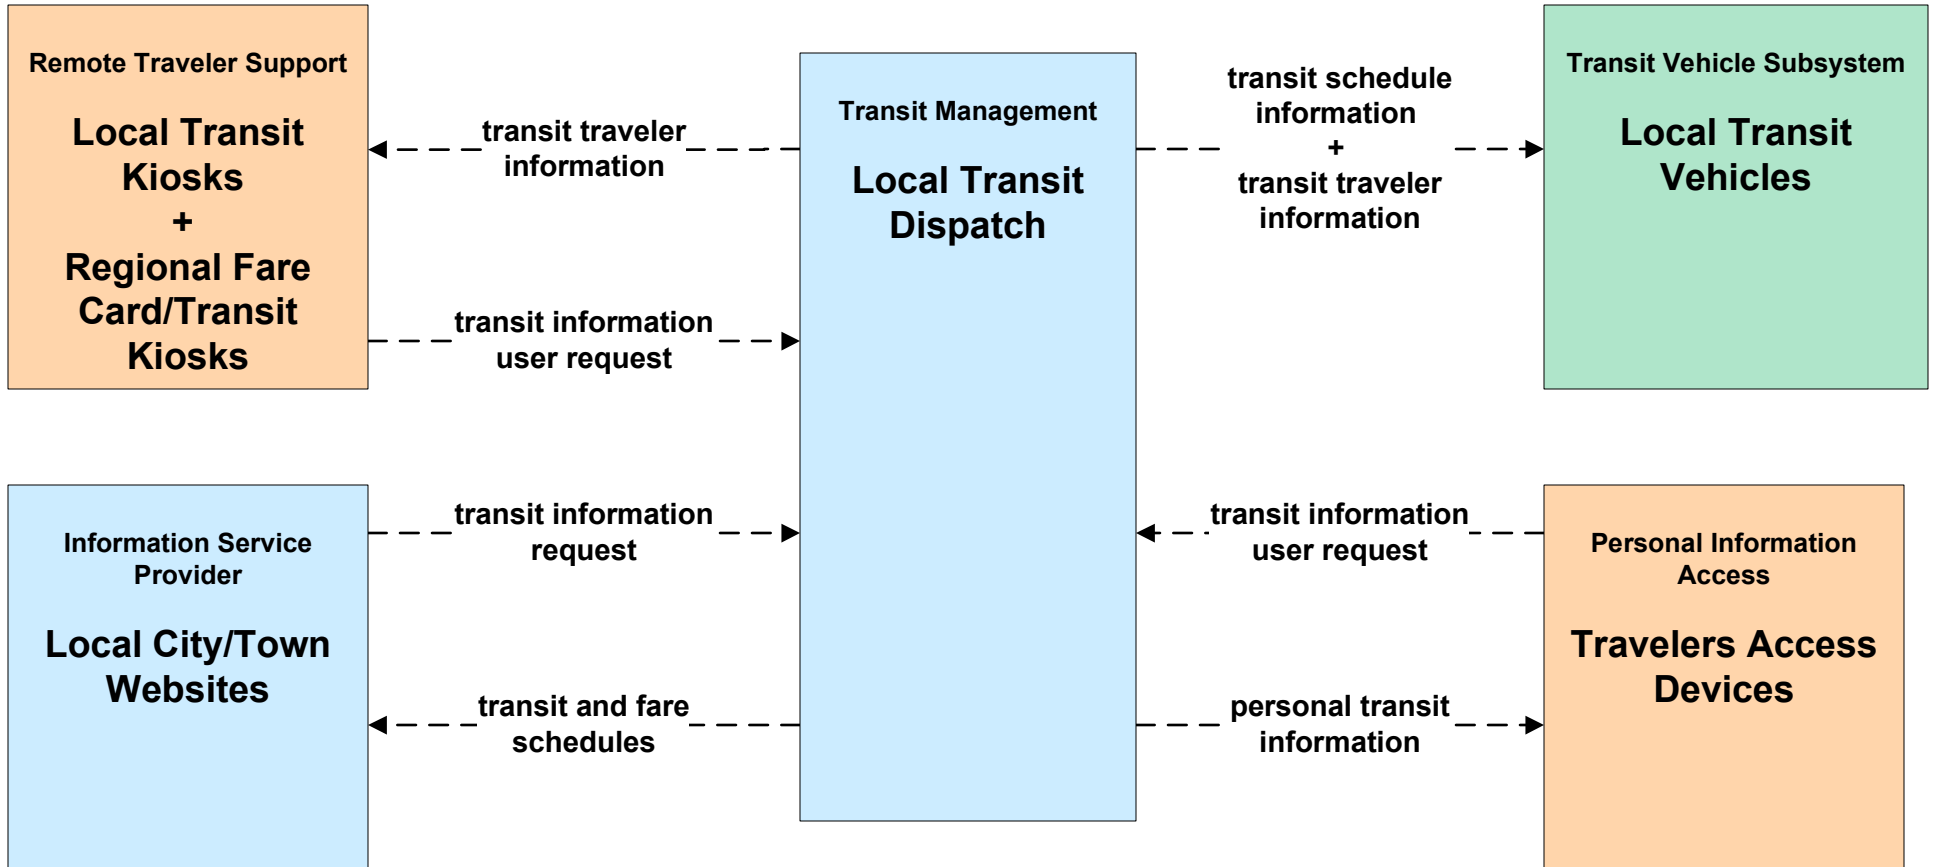 Remote Traveler Support
Local Transit
Kiosks
+
Regional Fare
Card/Transit
Kiosks
transit traveler
information
transit information
user request
Transit Management
Local Transit
Dispatch
transit schedule
information
+
transit traveler
information
Transit Vehicle Subsystem
Local Transit
Vehicles
Information Service
Provider
Local City/Town
Websites
transit information
request
transit and fare
schedules
transit information
user request
personal transit
information
Personal Information
Access
Travelers Access
Devices